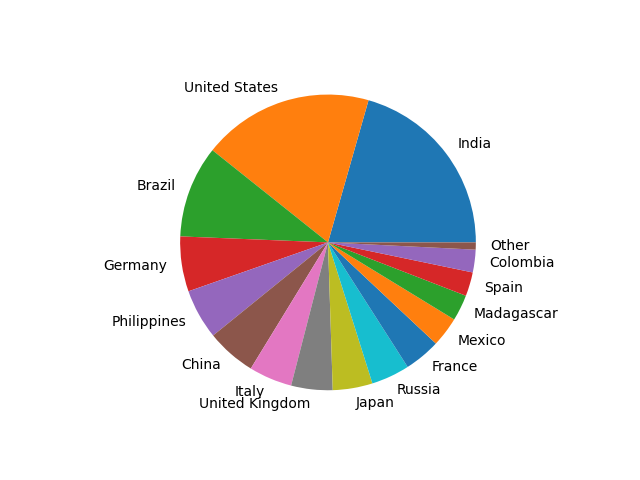 United States
India
Brazil
Germany
Philippines
China
Italy
United Kingdom
Japan
Russia
France
Mexico
Madagascar
Spain
Colombia
Other